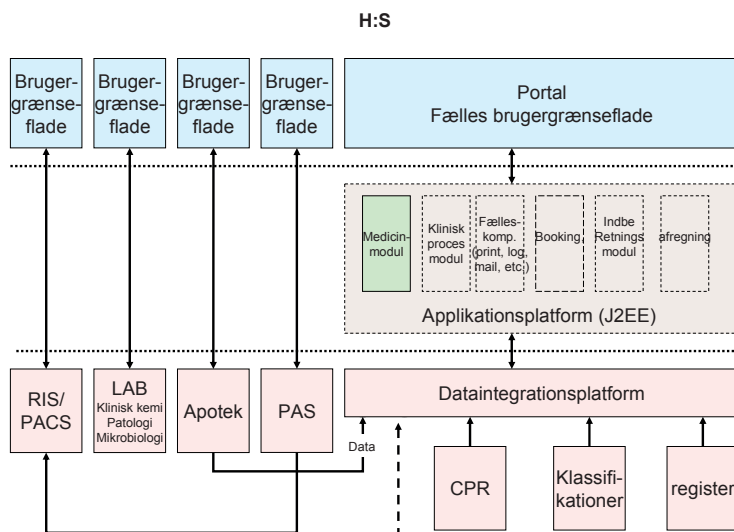 H:S
Bruger-
grænse-
flade
Bruger-
grænse-
flade
Bruger-
grænse-
flade
Bruger-
grænse-
flade
Portal
Fælles brugergrænseflade
Medicin-
modul
Klinisk
proces
modul
Fælles-
komp.
(print, log,
mail, etc.)
Booking,
Indbe
Retnings
modul
afregning
Applikationsplatform (J2EE)
RIS/
PACS
LAB
Klinisk kemi
Patologi
Mikrobiologi
Apotek
PAS
Dataintegrationsplatform
Data
CPR
Klassifi-
kationer
register